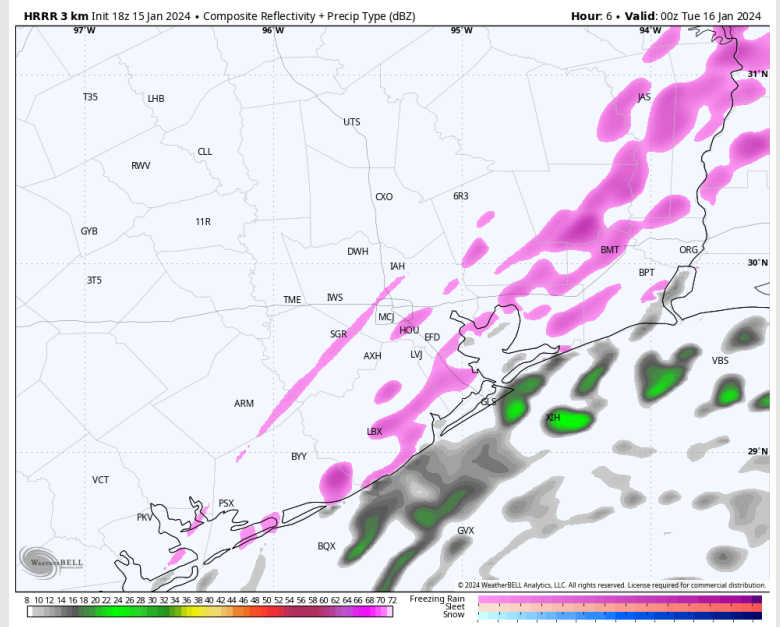 HRRR 3 km Init 18z 15 Jan 2024 • Composite Reflectivity + Precip Type (dBZ) Hour: 6 • Valid: 00z Tue 16 Jan 2024
97°W 96°W 95°W 94°W
31°N
T35 LHB JAS
UTS
CLL
RWV
CXO 6R3
11R
GYB
DWH BMT ORG
IAH 30°N
3T5 BPT
TME IWS
MCJ
SGR HOU EFD
AXH LVJ VBS
ARM GLS
XIH
LBX
BYY 29°N
VCT
PSX
PKV
GVX
BQX
WEATHERBELL
© 2024 WeatherBELL Analytics, LLC. All rights reserved. License required for commercial distribution.
8 10 12 14 16 18 20 22 24 26 28 30 32 34 36 38 40 42 44 46 48 50 52 54 56 58 60 62 64 66 68 70 72
Freezing Rain
Sleet
Snow